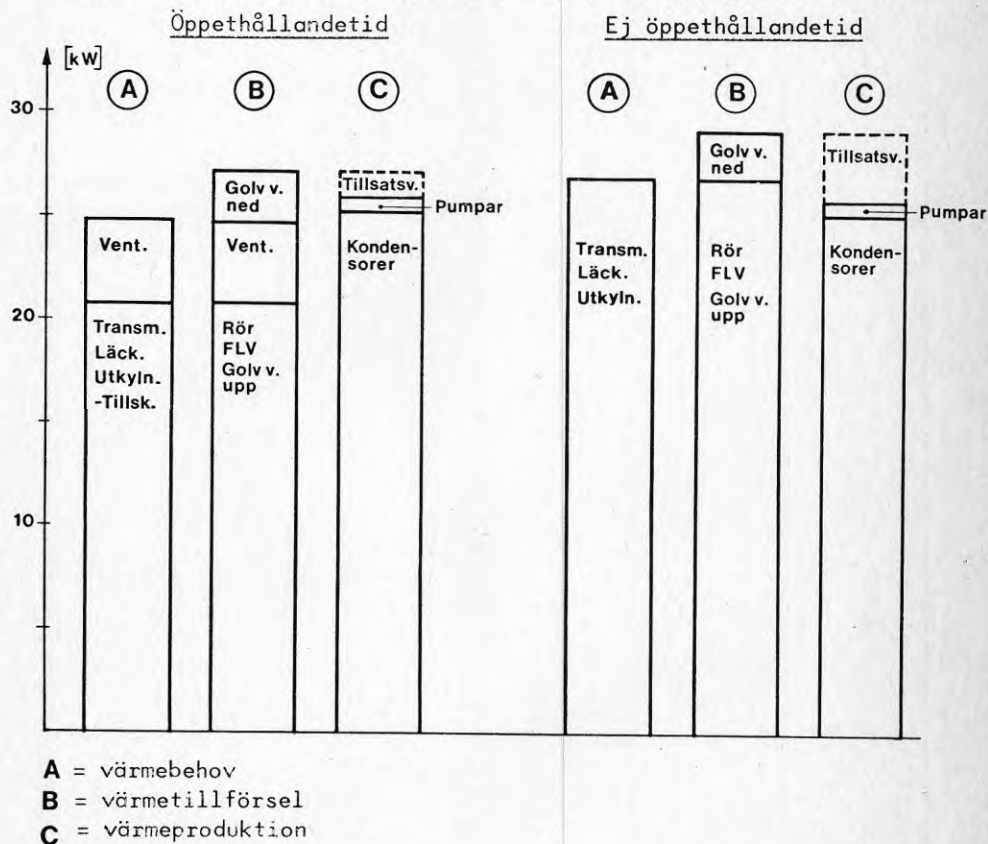 Öppethållandetid
Ej öppethållandetid
[kW]
A
B
C
A
B
C
30
20
10
Vent.
Transm.
Läck.
Utkyln.
-Tillsk.
Golv v.
ned
Vent.
Rör
FLV
Golv v.
upp
Tillsatsv.
Pumpar
Konden-
sorer
Transm.
Läck.
Utkyln.
Golv v.
ned
Rör
FLV
Golv v.
upp
Tillsatsv.
Pumpar
Konden-
sorer
A = värmebehov
B = värmetillförsel
C = värmeproduktion